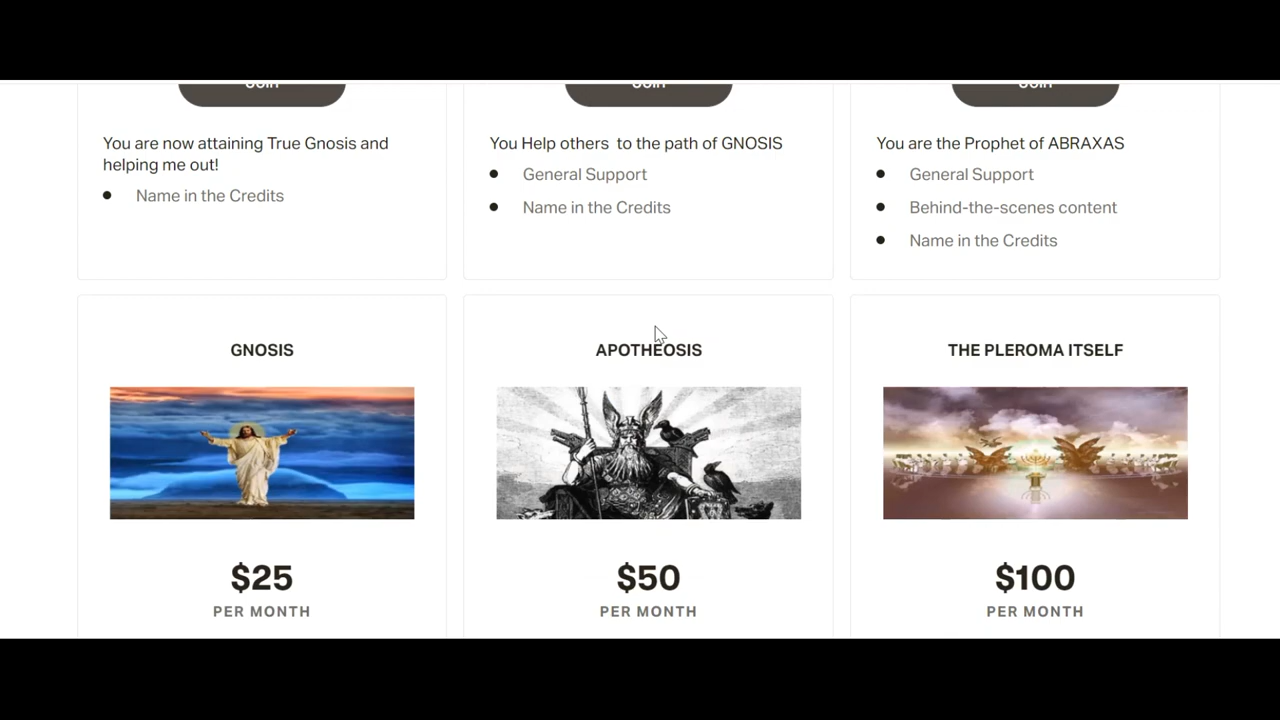 You are now attaining True Gnosis and
helping me out!
Name in the Credits
You Help others to the path of GNOSIS
General Support
Name in the Credits
You are the Prophet of ABRAXAS
General Support
Behind-the-scenes content
Name in the Credits
GNOSIS
$25
PER MONTH
APOTHEOSIS
$50
PER MONTH
THE PLEROMA ITSELF
$100
PER MONTH